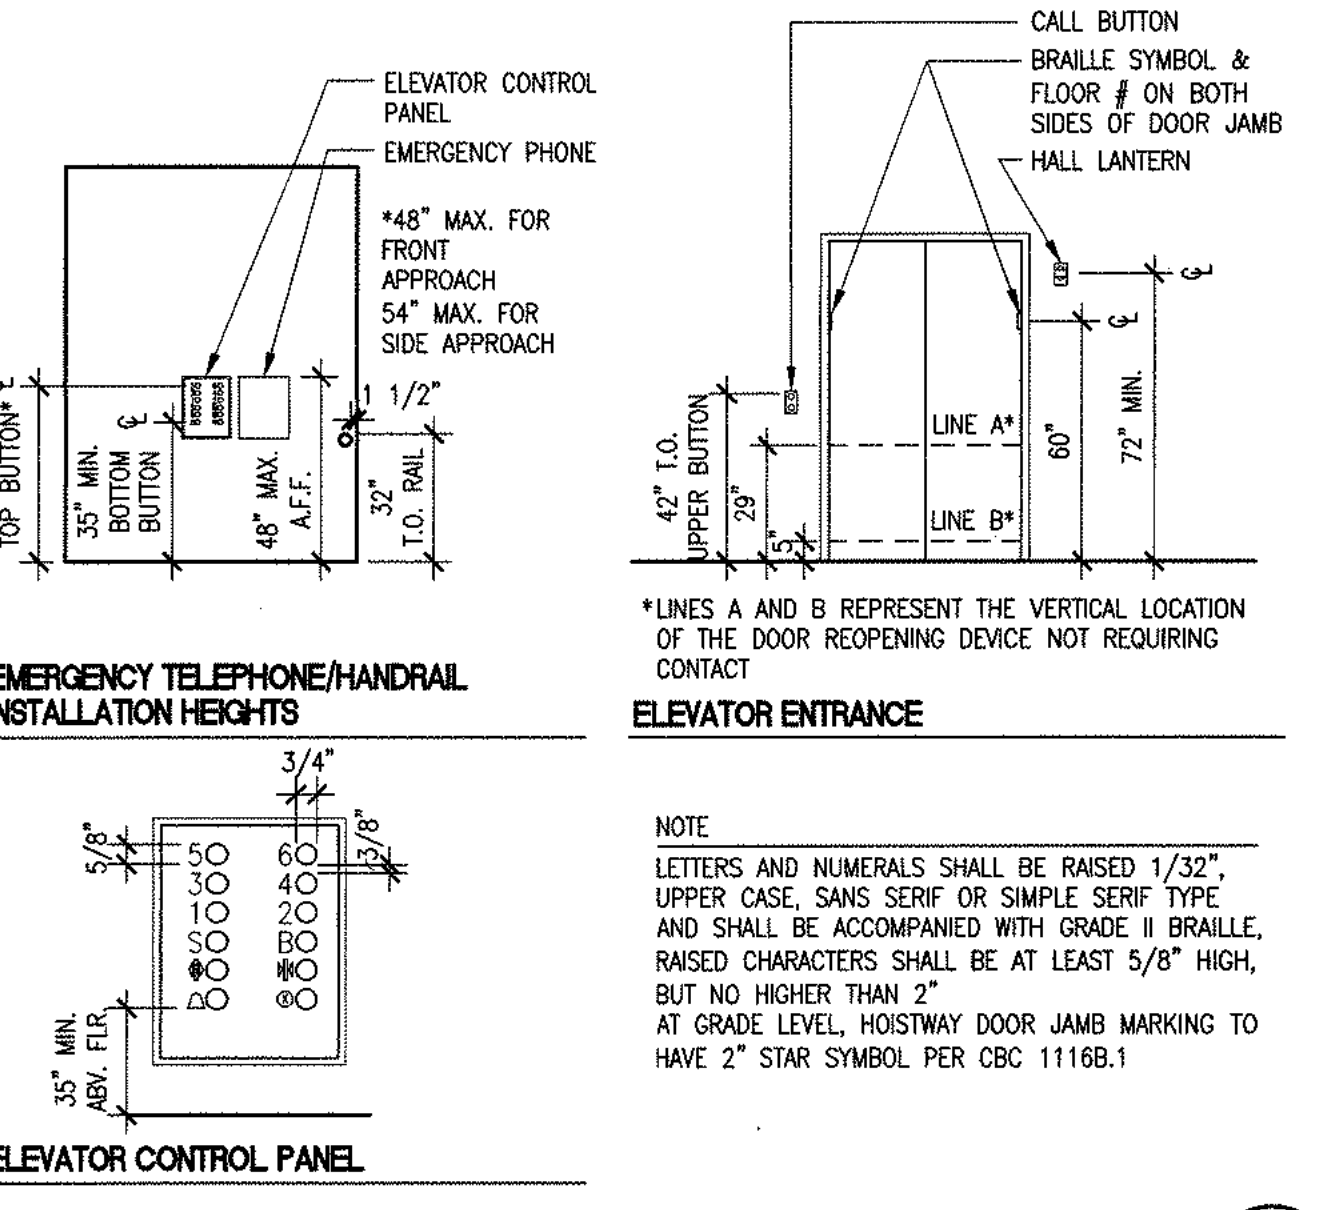 ELEVATOR CONTROL
PANEL
EMERGENCY PHONE
*48" MAX. FOR
FRONT
APPROACH
54" MAX. FOR
SIDE APPROACH
1 1/2"
TOP BUTTON*
35" MIN.
BOTTOM
BUTTON
48" MAX.
A.F.F.
32"
T.O. RAIL
EMERGENCY TELEPHONE/HANDRAIL
INSTALLATION HEIGHTS
CALL BUTTON
BRAILLE SYMBOL &
FLOOR # ON BOTH
SIDES OF DOOR JAMB
HALL LANTERN
℄
℄
℄
LINE A*
LINE B*
42" T.O.
UPPER BUTTON
29"
5"
60"
72" MIN.
*LINES A AND B REPRESENT THE VERTICAL LOCATION
OF THE DOOR REOPENING DEVICE NOT REQUIRING
CONTACT
ELEVATOR ENTRANCE
3/4"
5/8"
3/8"
5 6
3 4
1 2
S B
35" MIN.
ABV. FLR.
ELEVATOR CONTROL PANEL
NOTE
LETTERS AND NUMERALS SHALL BE RAISED 1/32",
UPPER CASE, SANS SERIF OR SIMPLE SERIF TYPE
AND SHALL BE ACCOMPANIED WITH GRADE II BRAILLE,
RAISED CHARACTERS SHALL BE AT LEAST 5/8" HIGH,
BUT NO HIGHER THAN 2"
AT GRADE LEVEL, HOISTWAY DOOR JAMB MARKING TO
HAVE 2" STAR SYMBOL PER CBC 1116B.1